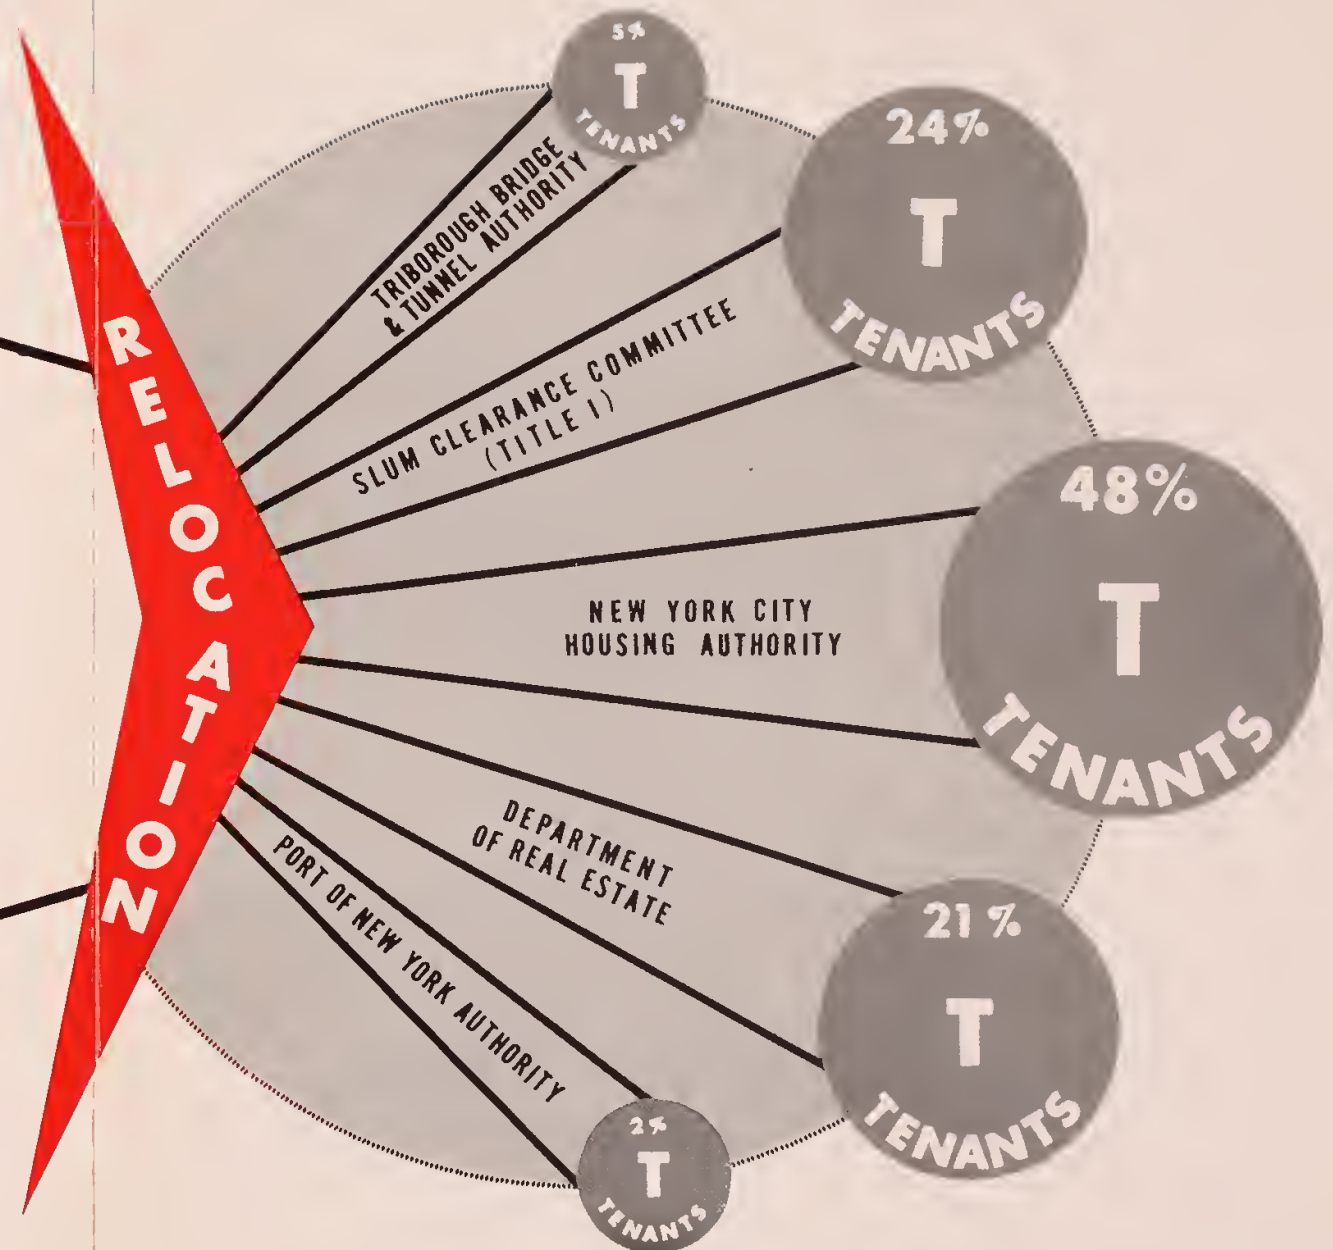 RELOCATION
5%
T
TENANTS
TRIBOROUGH BRIDGE
& TUNNEL AUTHORITY
24%
T
TENANTS
SLUM CLEARANCE COMMITTEE
(TITLE I)
48%
T
TENANTS
NEW YORK CITY
HOUSING AUTHORITY
21%
T
TENANTS
DEPARTMENT
OF REAL ESTATE
2%
T
TENANTS
PORT OF NEW YORK AUTHORITY